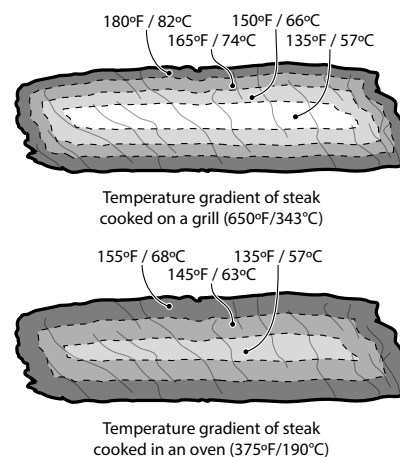 180ºF / 82ºC
150ºF / 66ºC
165ºF / 74ºC
135ºF / 57ºC
Temperature gradient of steak
cooked on a grill (650ºF/343°C)
155ºF / 68ºC
135ºF / 57ºC
145ºF / 63ºC
Temperature gradient of steak
cooked in an oven (375ºF/190°C)